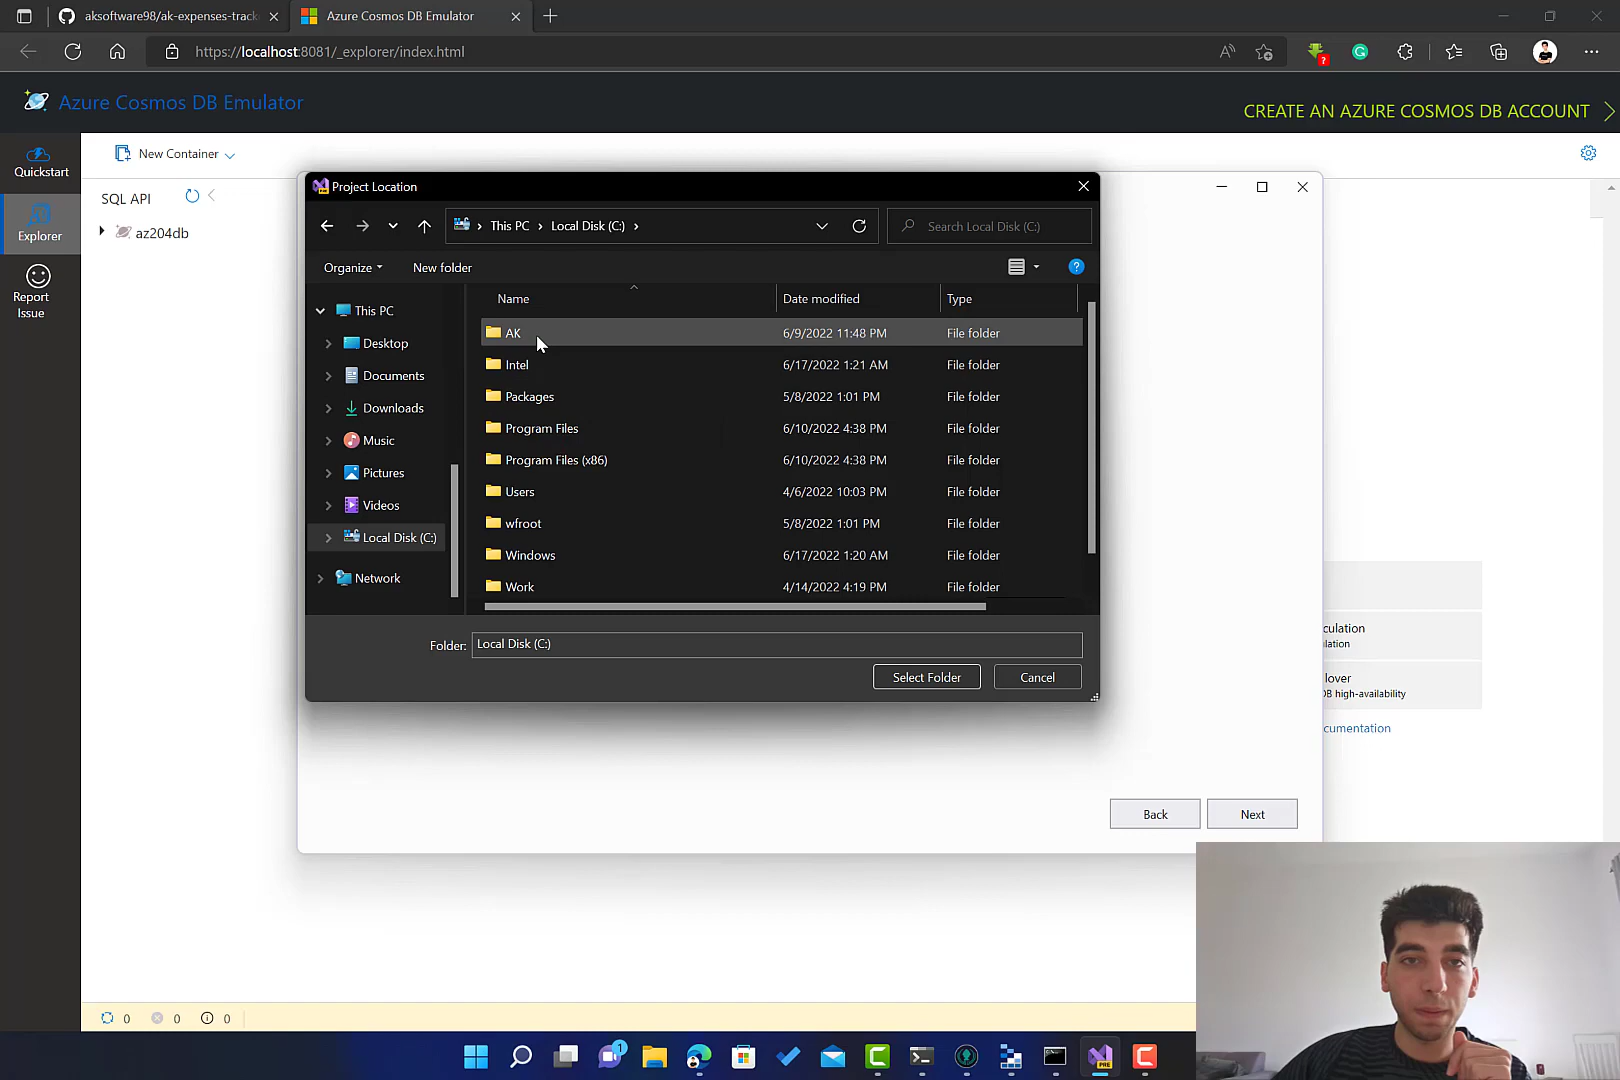 aksoftware98/ak-expenses-track
Azure Cosmos DB Emulator
https://localhost:8081/_explorer/index.html
Azure Cosmos DB Emulator
CREATE AN AZURE COSMOS DB ACCOUNT
Quickstart
New Container
SQL API
az204db
Explorer
Report
Issue
Project Location
This PC
Local Disk (C:)
Search Local Disk (C:)
Organize
New folder
This PC
Desktop
Documents
Downloads
Music
Pictures
Videos
Local Disk (C:)
Network
Name Date modified Type
AK 6/9/2022 11:48 PM File folder
Intel 6/17/2022 1:21 AM File folder
Packages 5/8/2022 1:01 PM File folder
Program Files 6/10/2022 4:38 PM File folder
Program Files (x86) 6/10/2022 4:38 PM File folder
Users 4/6/2022 10:03 PM File folder
wfroot 5/8/2022 1:01 PM File folder
Windows 6/17/2022 1:20 AM File folder
Work 4/14/2022 4:19 PM File folder
Folder: Local Disk (C:)
Select Folder
Cancel
culation
lation
lover
DB high-availability
cumentation
Back
Next
0 0 0
1
PRE